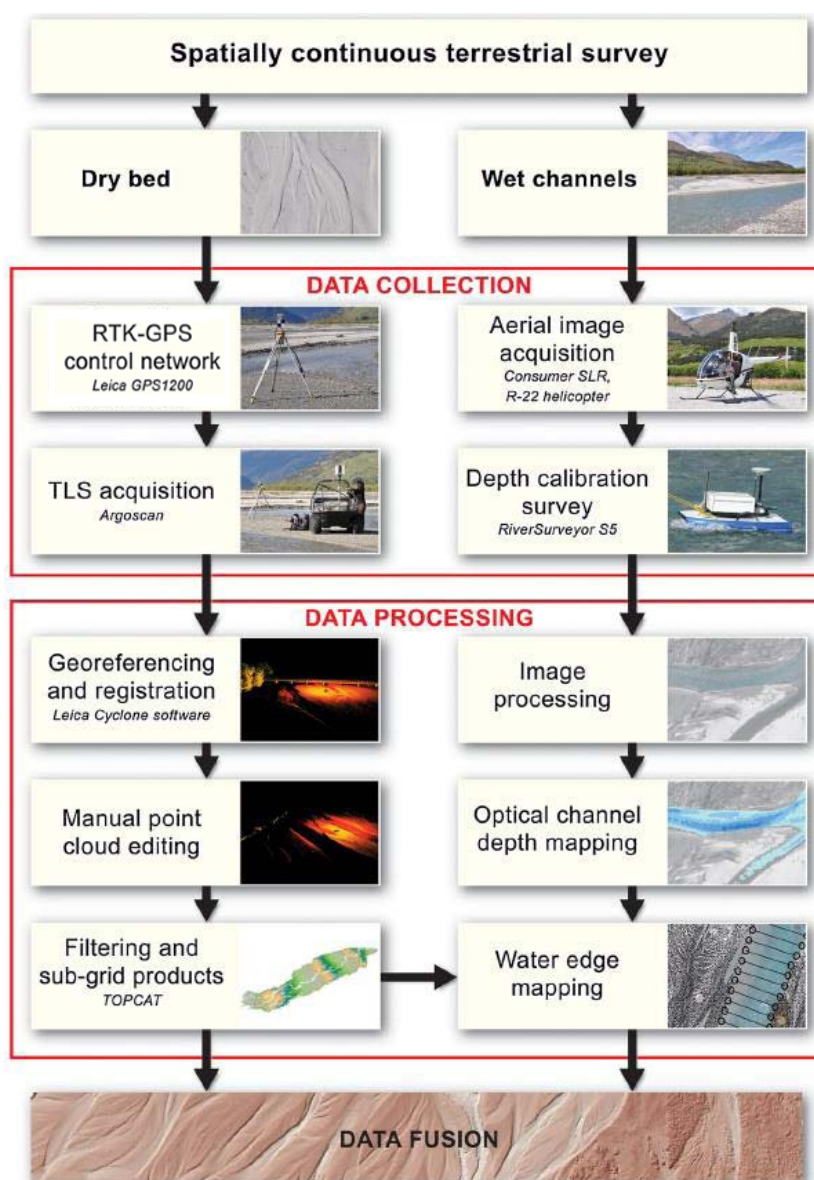 Spatially continuous terrestrial survey
Dry bed
Wet channels
DATA COLLECTION
RTK-GPS
control network
Leica GPS1200
Aerial image
acquisition
Consumer SLR,
R-22 helicopter
TLS acquisition
Argoscan
Depth calibration
survey
RiverSurveyor S5
DATA PROCESSING
Georeferencing
and registration
Leica Cyclone software
Image
processing
Manual point
cloud editing
Optical channel
depth mapping
Filtering and
sub-grid products
TOPCAT
Water edge
mapping
DATA FUSION